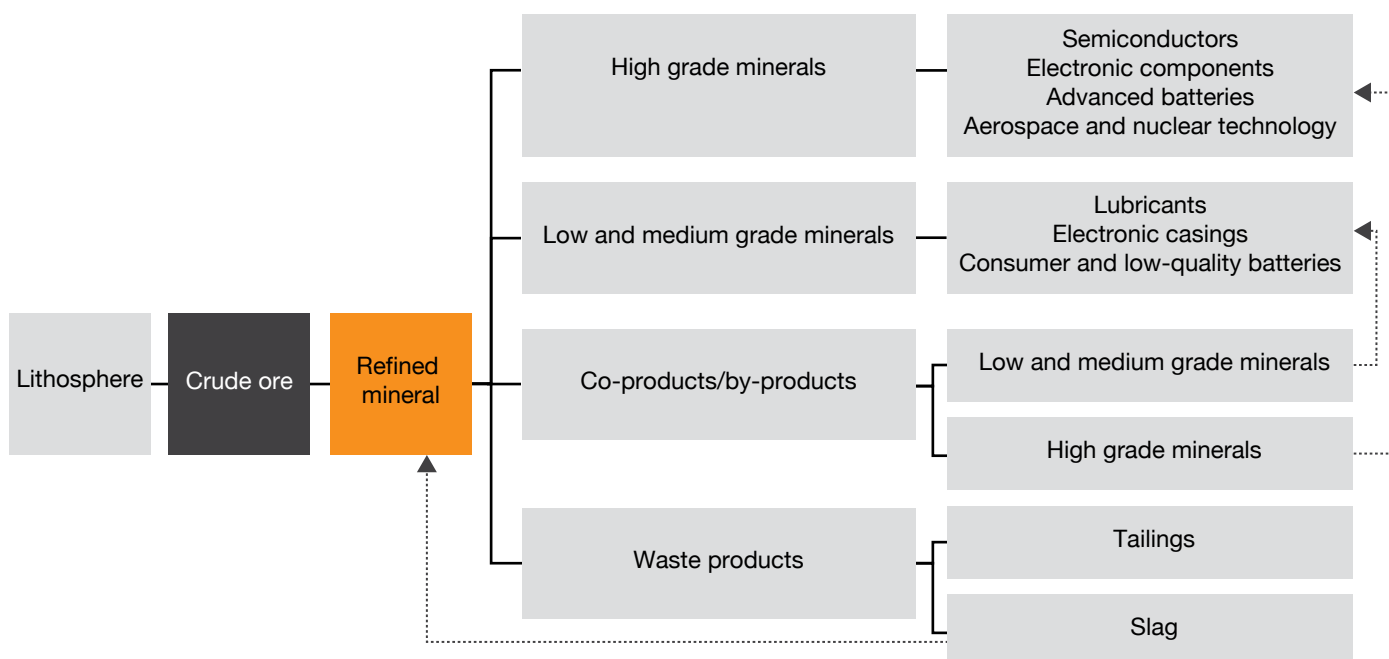 Lithosphere
Crude ore
Refined
mineral
High grade minerals
Semiconductors
Electronic components
Advanced batteries
Aerospace and nuclear technology
Low and medium grade minerals
Lubricants
Electronic casings
Consumer and low-quality batteries
Co-products/by-products
Low and medium grade minerals
High grade minerals
Waste products
Tailings
Slag